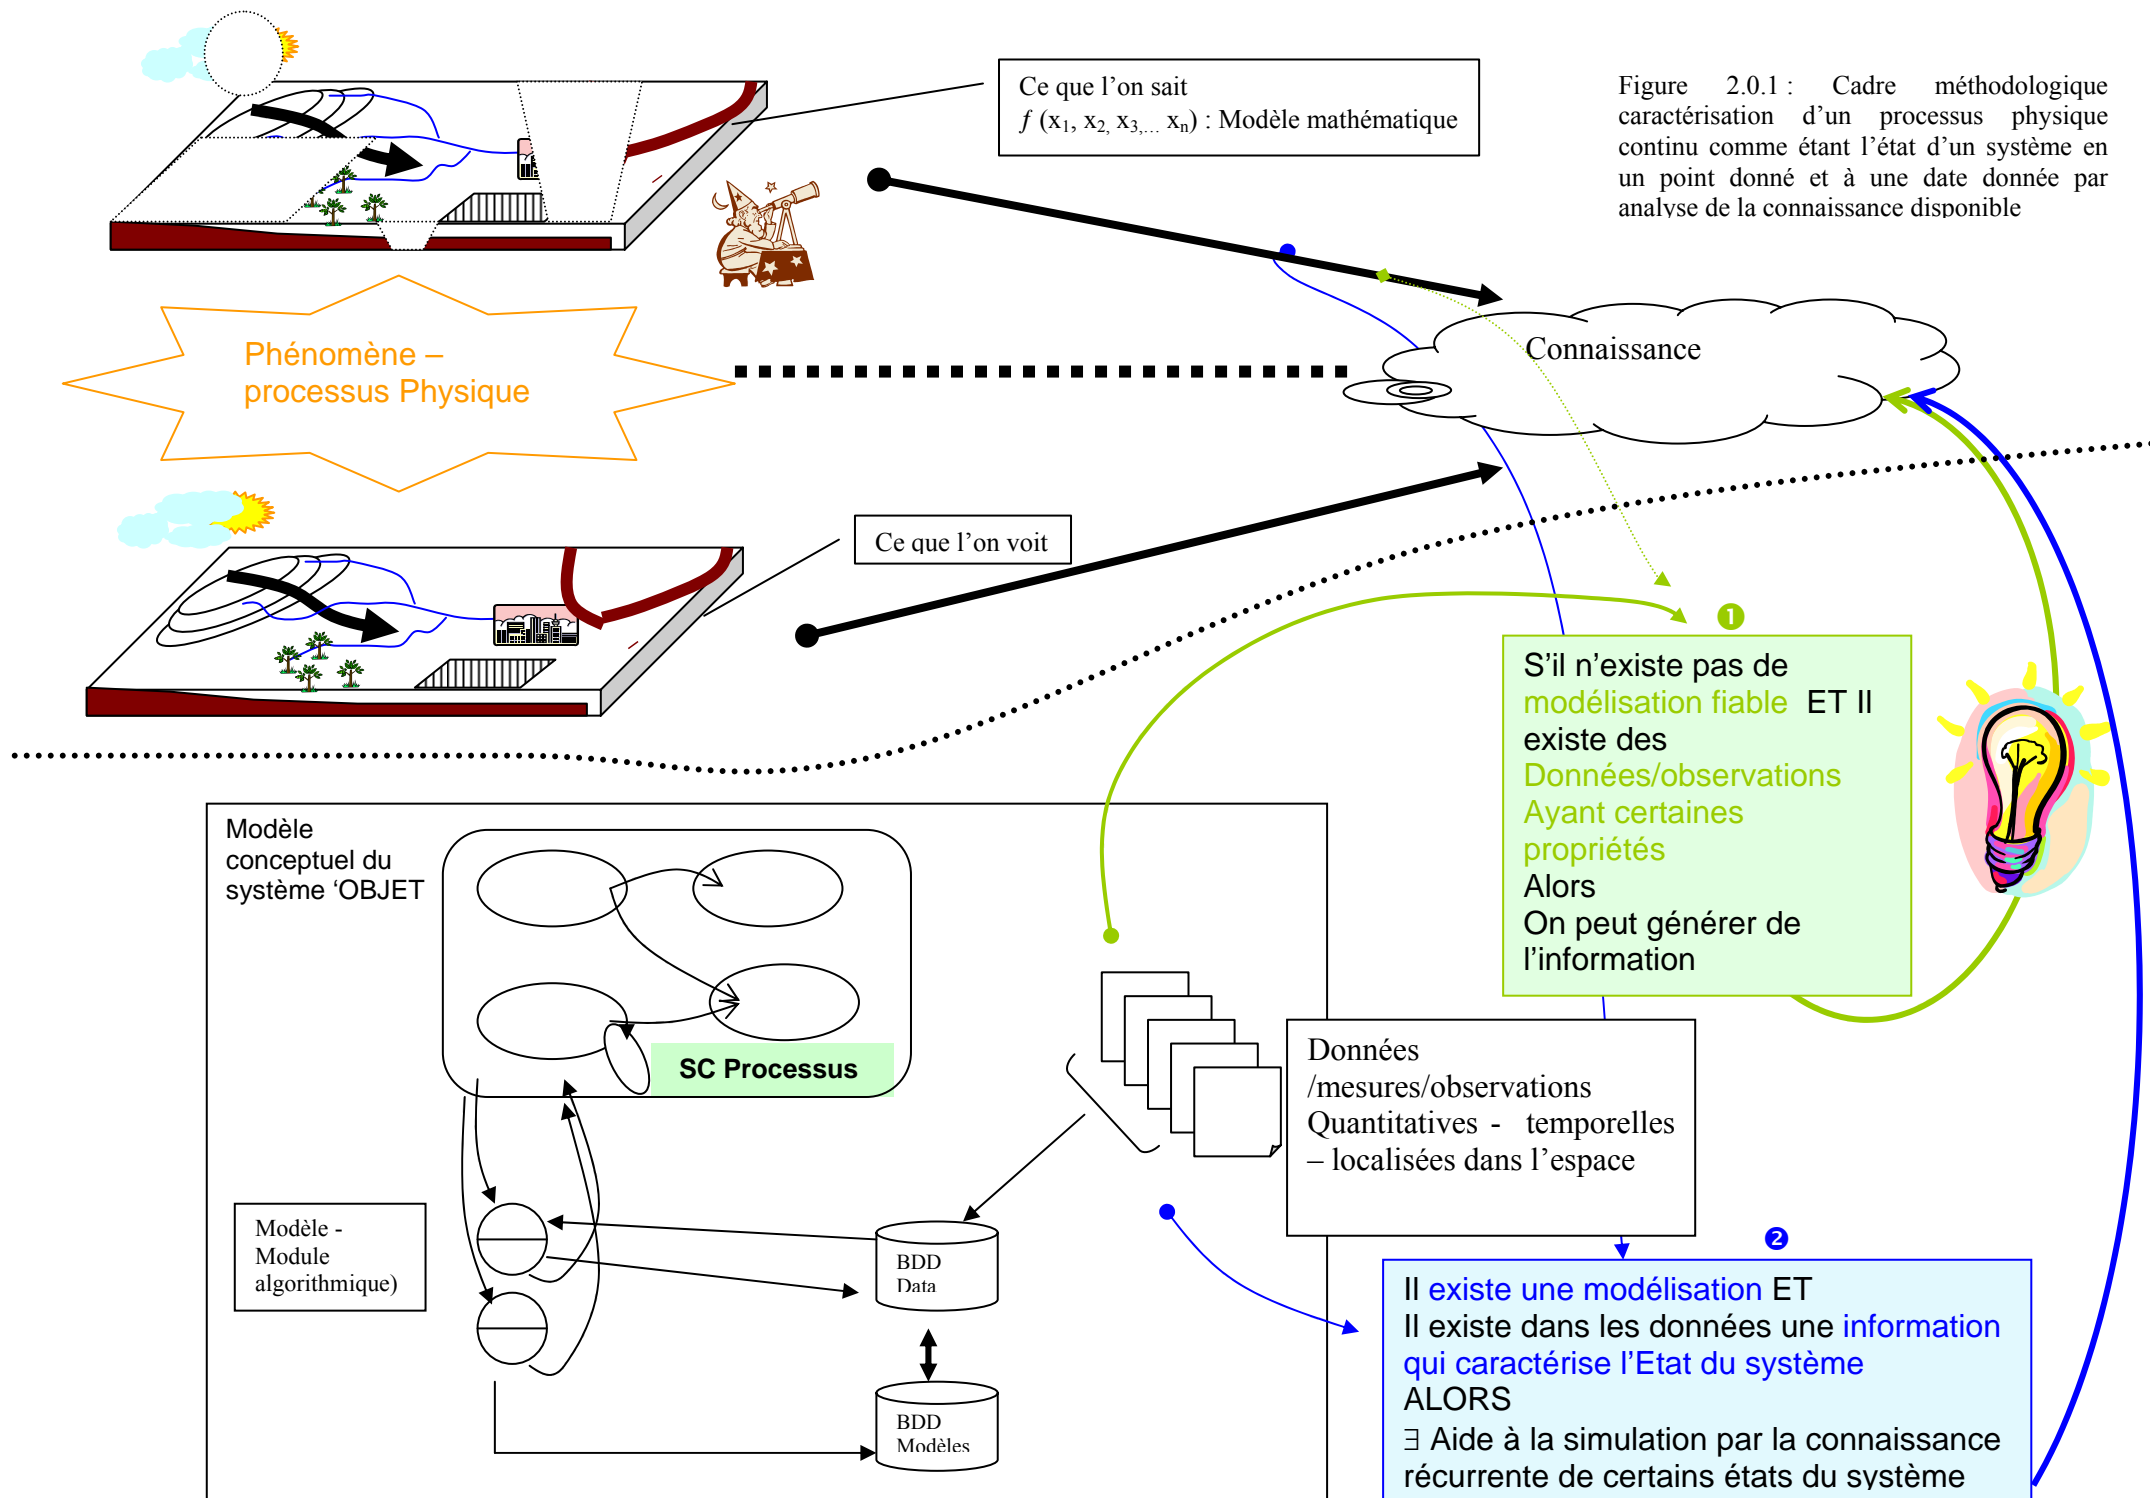 Ce que l'on sait
f (x1, x2, x3,... xn) : Modèle mathématique
Figure 2.0.1 : Cadre méthodologique
caractérisation d'un processus physique
continu comme étant l'état d'un système en
un point donné et à une date donnée par
analyse de la connaissance disponible
Phénomène –
processus Physique
Connaissance
Ce que l'on voit
❶
S'il n'existe pas de
modélisation fiable ET Il
existe des
Données/observations
Ayant certaines
propriétés
Alors
On peut générer de
l'information
Modèle
conceptuel du
système 'OBJET
SC Processus
Données
/mesures/observations
Quantitatives - temporelles
– localisées dans l'espace
Modèle -
Module
algorithmique)
BDD
Data
BDD
Modèles
❷
Il existe une modélisation ET
Il existe dans les données une information
qui caractérise l'Etat du système
ALORS
∃ Aide à la simulation par la connaissance
récurrente de certains états du système